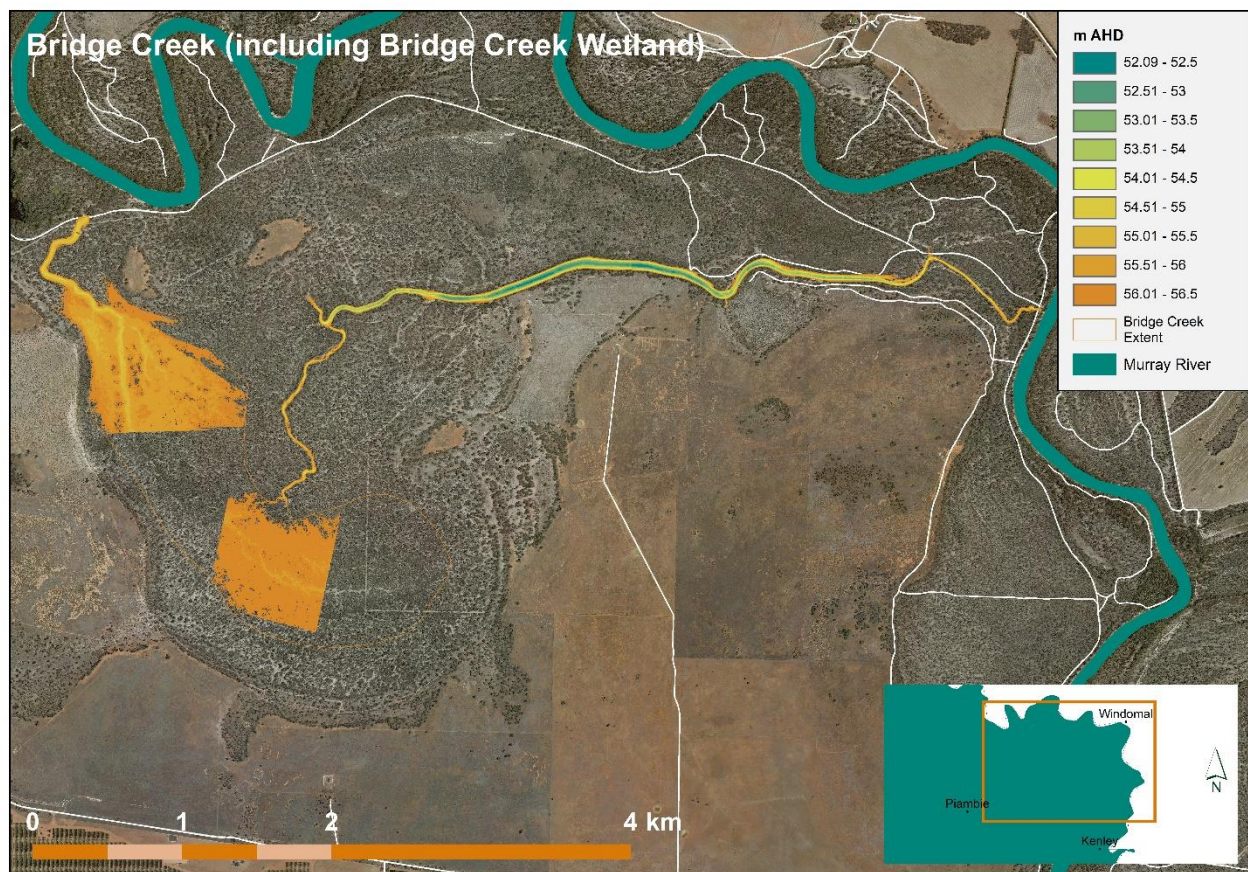 Bridge Creek (including Bridge Creek Wetland)
m AHD
52.09 - 52.5
52.51 - 53
53.01 - 53.5
53.51 - 54
54.01 - 54.5
54.51 - 55
55.01 - 55.5
55.51 - 56
56.01 - 56.5
Bridge Creek
Extent
Murray River
Windomal
Piambie
Kenley
N
0 1 2 4 km